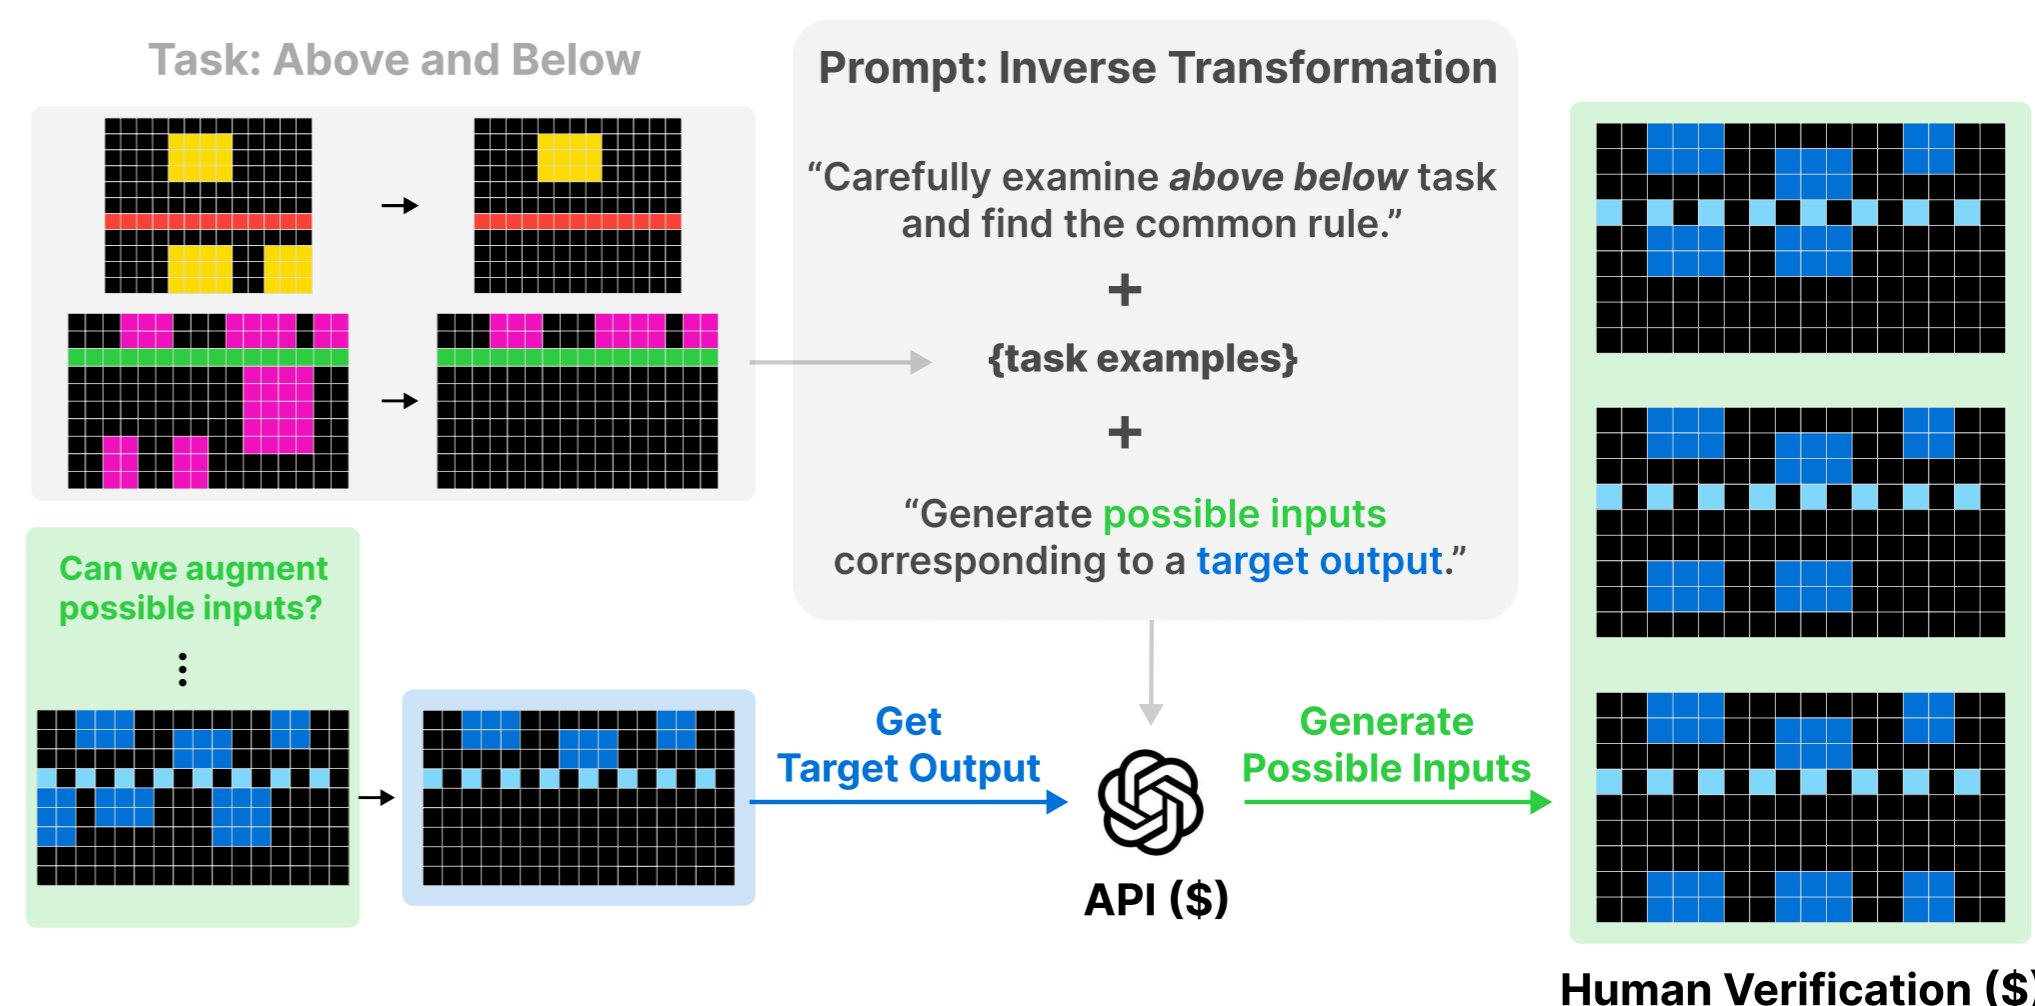 Task: Above and Below
Prompt: Inverse Transformation
“Carefully examine above below task
and find the common rule.”
+
{task examples}
+
“Generate possible inputs
corresponding to a target output.”
Can we augment
possible inputs?
Get
Target Output
Generate
Possible Inputs
API ($)
Human Verification ($)